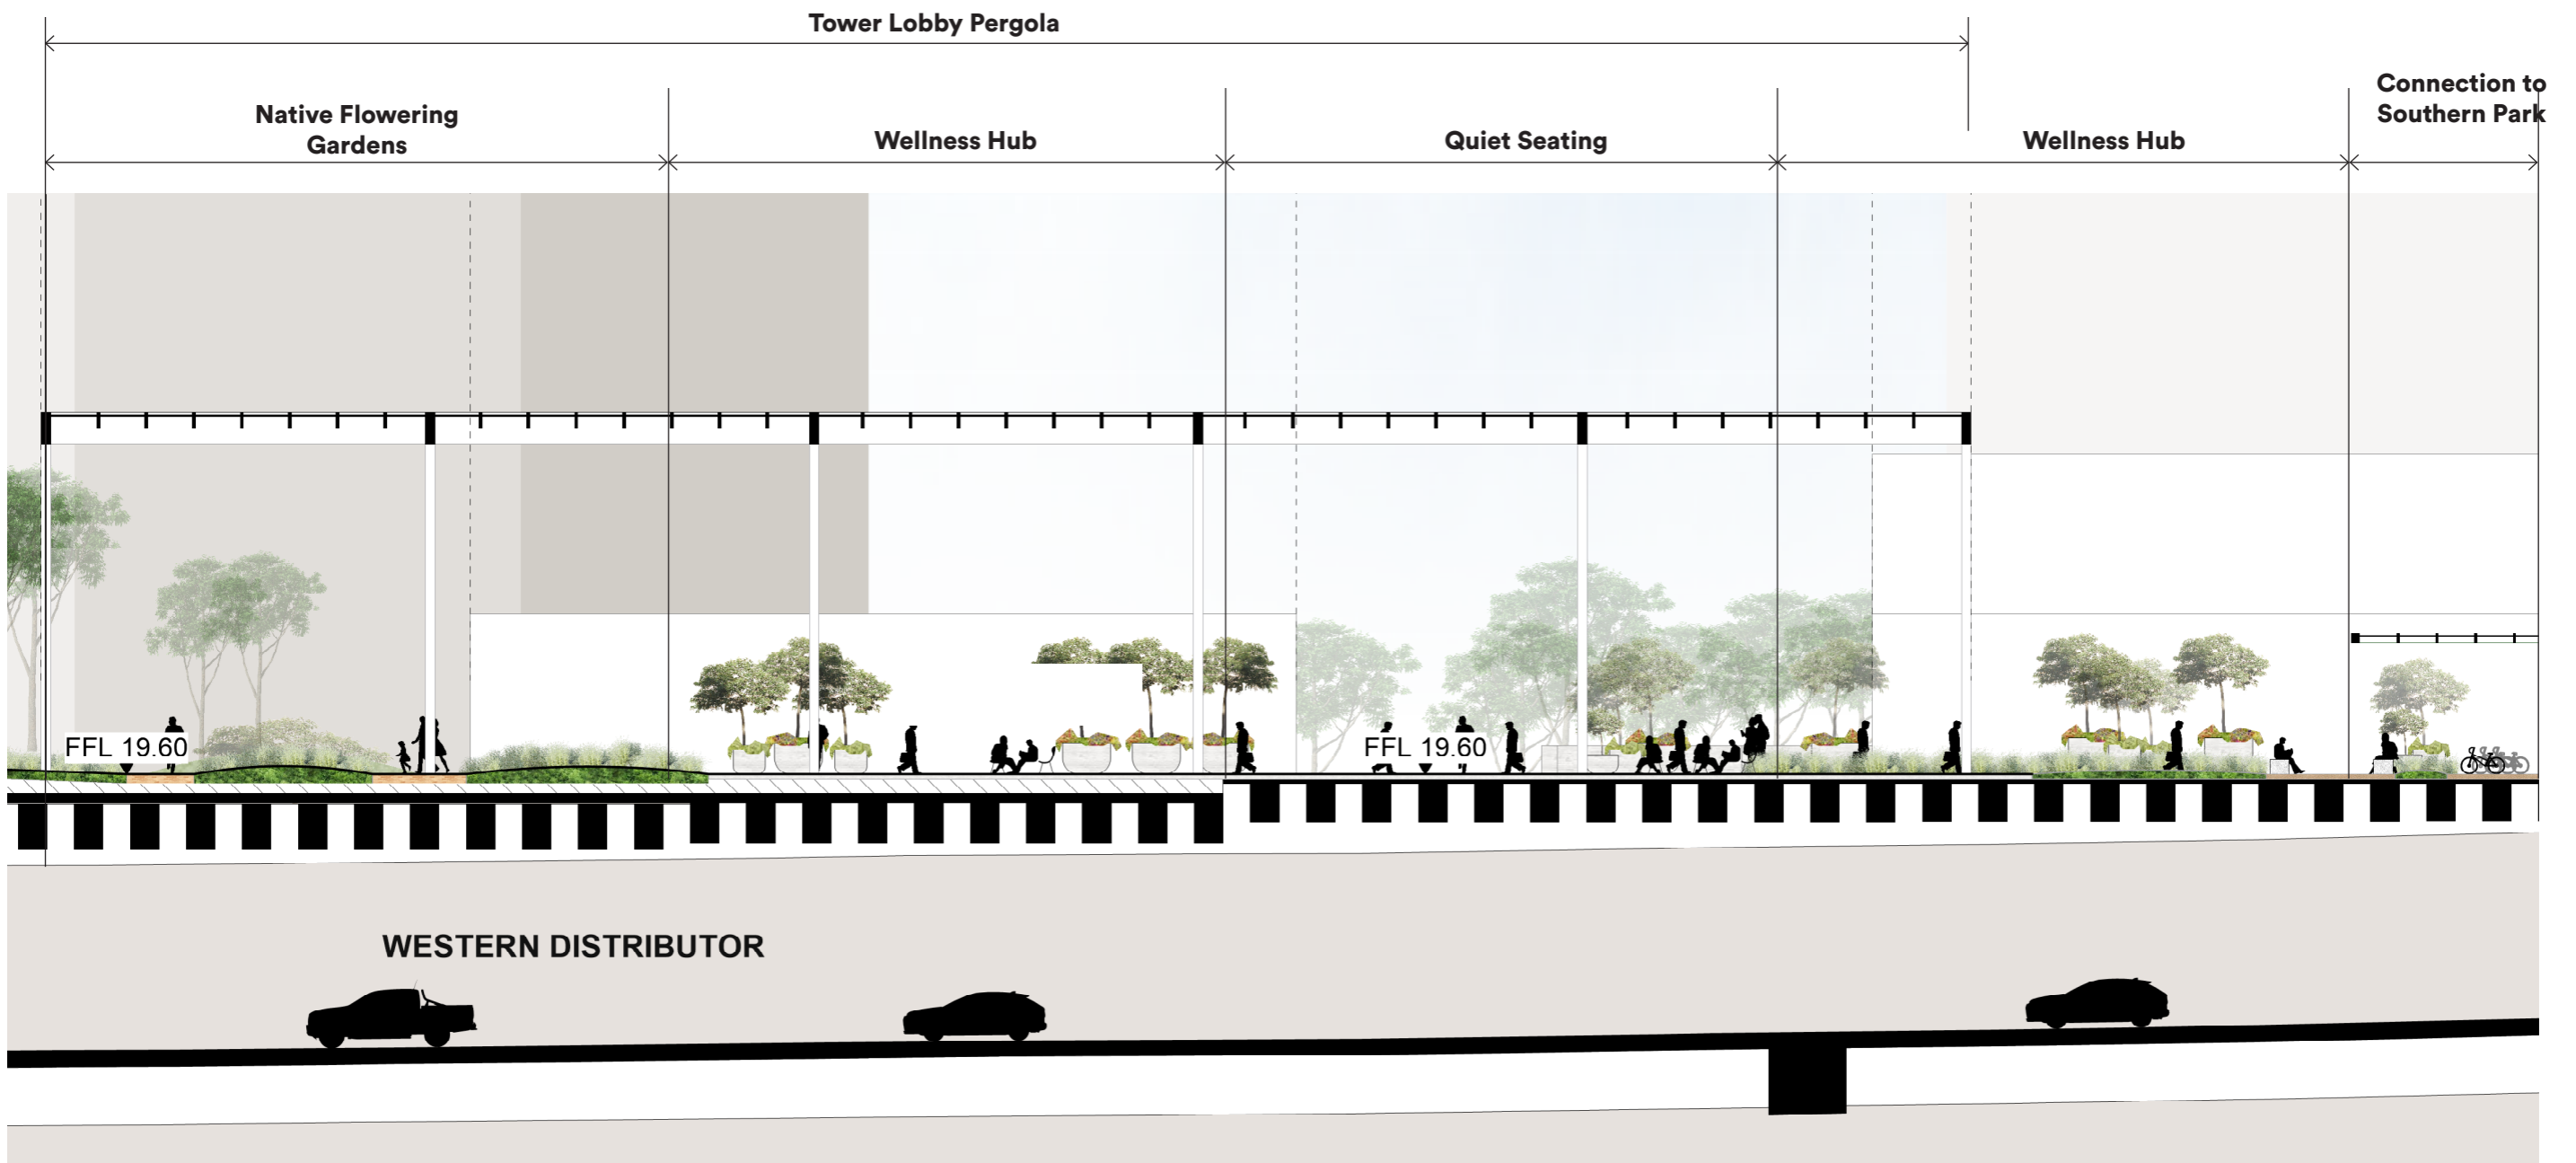 Tower Lobby Pergola
Connection to
Southern Park
Native Flowering
Gardens
Wellness Hub
Quiet Seating
Wellness Hub
FFL 19.60
FFL 19.60
WESTERN DISTRIBUTOR